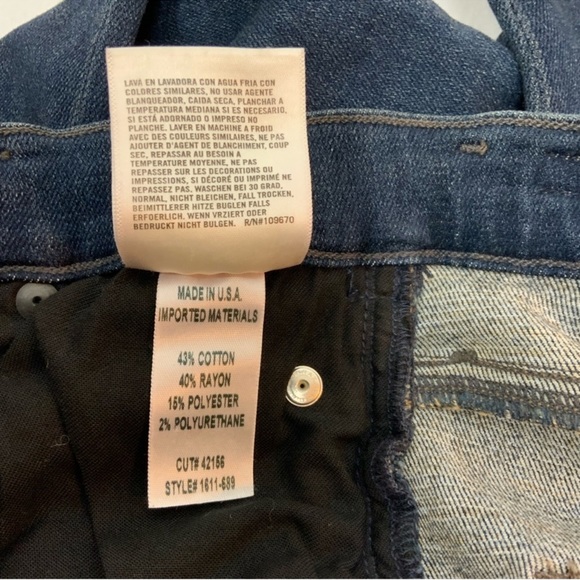 LAVÁ EN LAVADORA CON AGUA FRIA CON
COLORES SIMILARES, NO USAR AGENTE
BLANQUEADOR, CAIDA SECA, PLANCHAR A
TEMPERATURA MEDIANA SI ES NECESARIO,
SI ESTÁ ADORNADO O IMPRESO NO
PLANCHE. LAVER EN MACHINE A FROID
AVEC DES COULEURS SIMILAIRES, NE PAS
AJOUTER D'AGENT DE BLANCHIMENT, COUP
SEC, REPASSAR AU BESOIN A
TEMPERATURE MOYENNE, NE PAS
REPASSER SUR LES DECORATIONS OU
IMPRESSIONS, SI DÉCORÉ OU IMPRIMÉ NE
REPASSEZ PAS. WASCHEN BEI 30 GRAD,
NORMAL, NICHT BLEICHEN, FALL TROCKEN,
BEIMITTLERER HITZE BUGLEN FALLS
ERFOERLICH, WENN VRZIERT ODER
BEDRUCKT NICHT BULGEN. R/N#109670
MADE IN U.S.A.
IMPORTED MATERIALS
43% COTTON
40% RAYON
15% POLYESTER
2% POLYURETHANE
CUT# 42156
STYLE# 1611-689